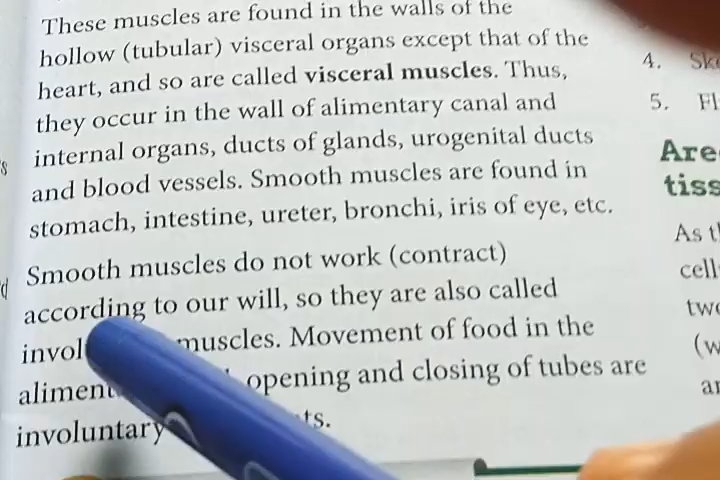 These muscles are found in the walls of the
hollow (tubular) visceral organs except that of the
heart, and so are called visceral muscles. Thus,
they occur in the wall of alimentary canal and
internal organs, ducts of glands, urogenital ducts
and blood vessels. Smooth muscles are found in
stomach, intestine, ureter, bronchi, iris of eye, etc.
Smooth muscles do not work (contract)
according to our will, so they are also called
muscles. Movement of food in the
opening and closing of tubes are
involuntary
4.
5.
Are
tiss
As
cell
two
(w